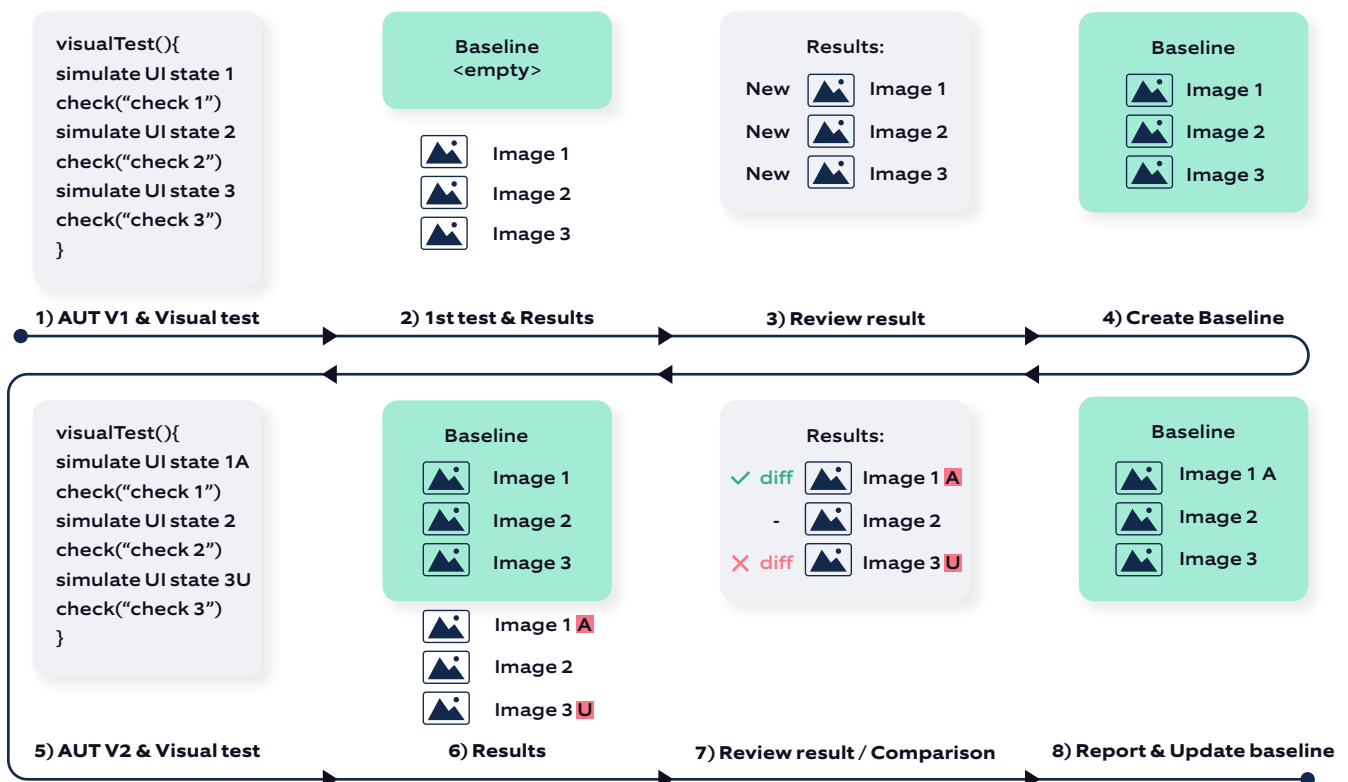 visualTest(){
simulate UI state 1
check(“check 1”)
simulate UI state 2
check(“check 2”)
simulate UI state 3
check(“check 3”)
}
Baseline
<empty>
Image 1
Image 2
Image 3
Results:
New Image 1
New Image 2
New Image 3
Baseline
Image 1
Image 2
Image 3
1) AUT V1 & Visual test
2) 1st test & Results
3) Review result
4) Create Baseline
visualTest(){
simulate UI state 1A
check(“check 1”)
simulate UI state 2
check(“check 2”)
simulate UI state 3U
check(“check 3”)
}
Baseline
Image 1
Image 2
Image 3
Image 1 A
Image 2
Image 3 U
Results:
diff Image 1 A
- Image 2
diff Image 3 U
Baseline
Image 1 A
Image 2
Image 3
5) AUT V2 & Visual test
6) Results
7) Review result / Comparison
8) Report & Update baseline